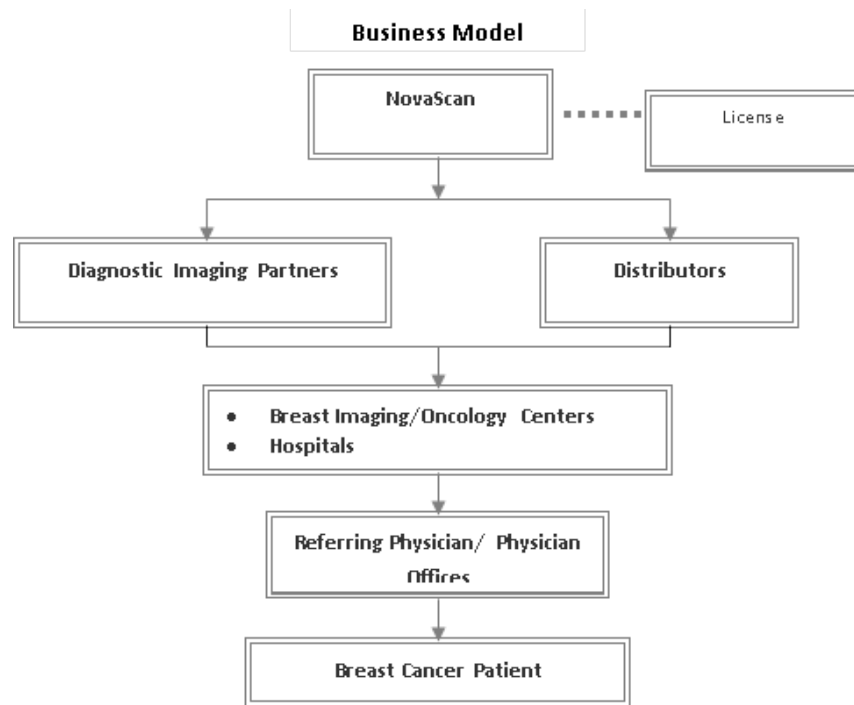 Business Model
NovaScan
License
Diagnostic Imaging Partners
Distributors
• Breast Imaging/Oncology Centers
• Hospitals
Referring Physician/ Physician
Offices
Breast Cancer Patient